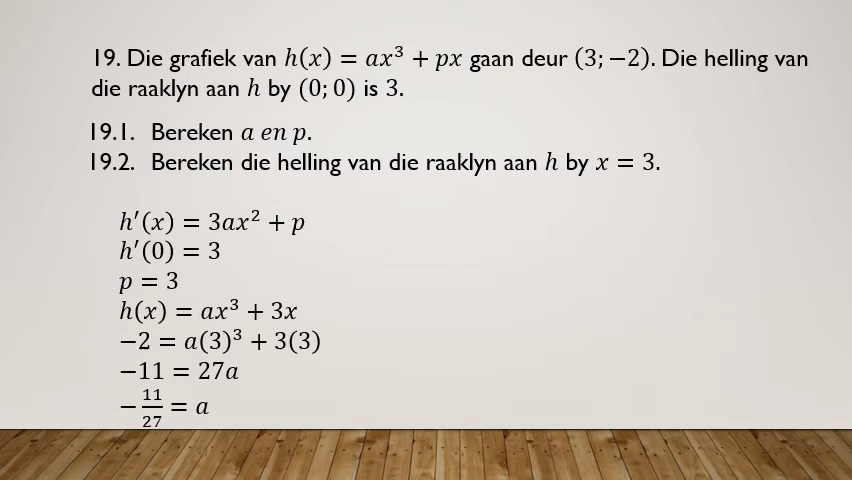 19. Die grafiek van h(x) = ax³ + px gaan deur (3; −2). Die helling van
die raaklyn aan h by (0; 0) is 3.
19.1. Bereken a en p.
19.2. Bereken die helling van die raaklyn aan h by x = 3.
h′(x) = 3ax² + p
h′(0) = 3
p = 3
h(x) = ax³ + 3x
−2 = a(3)³ + 3(3)
−11 = 27a
−11/27 = a